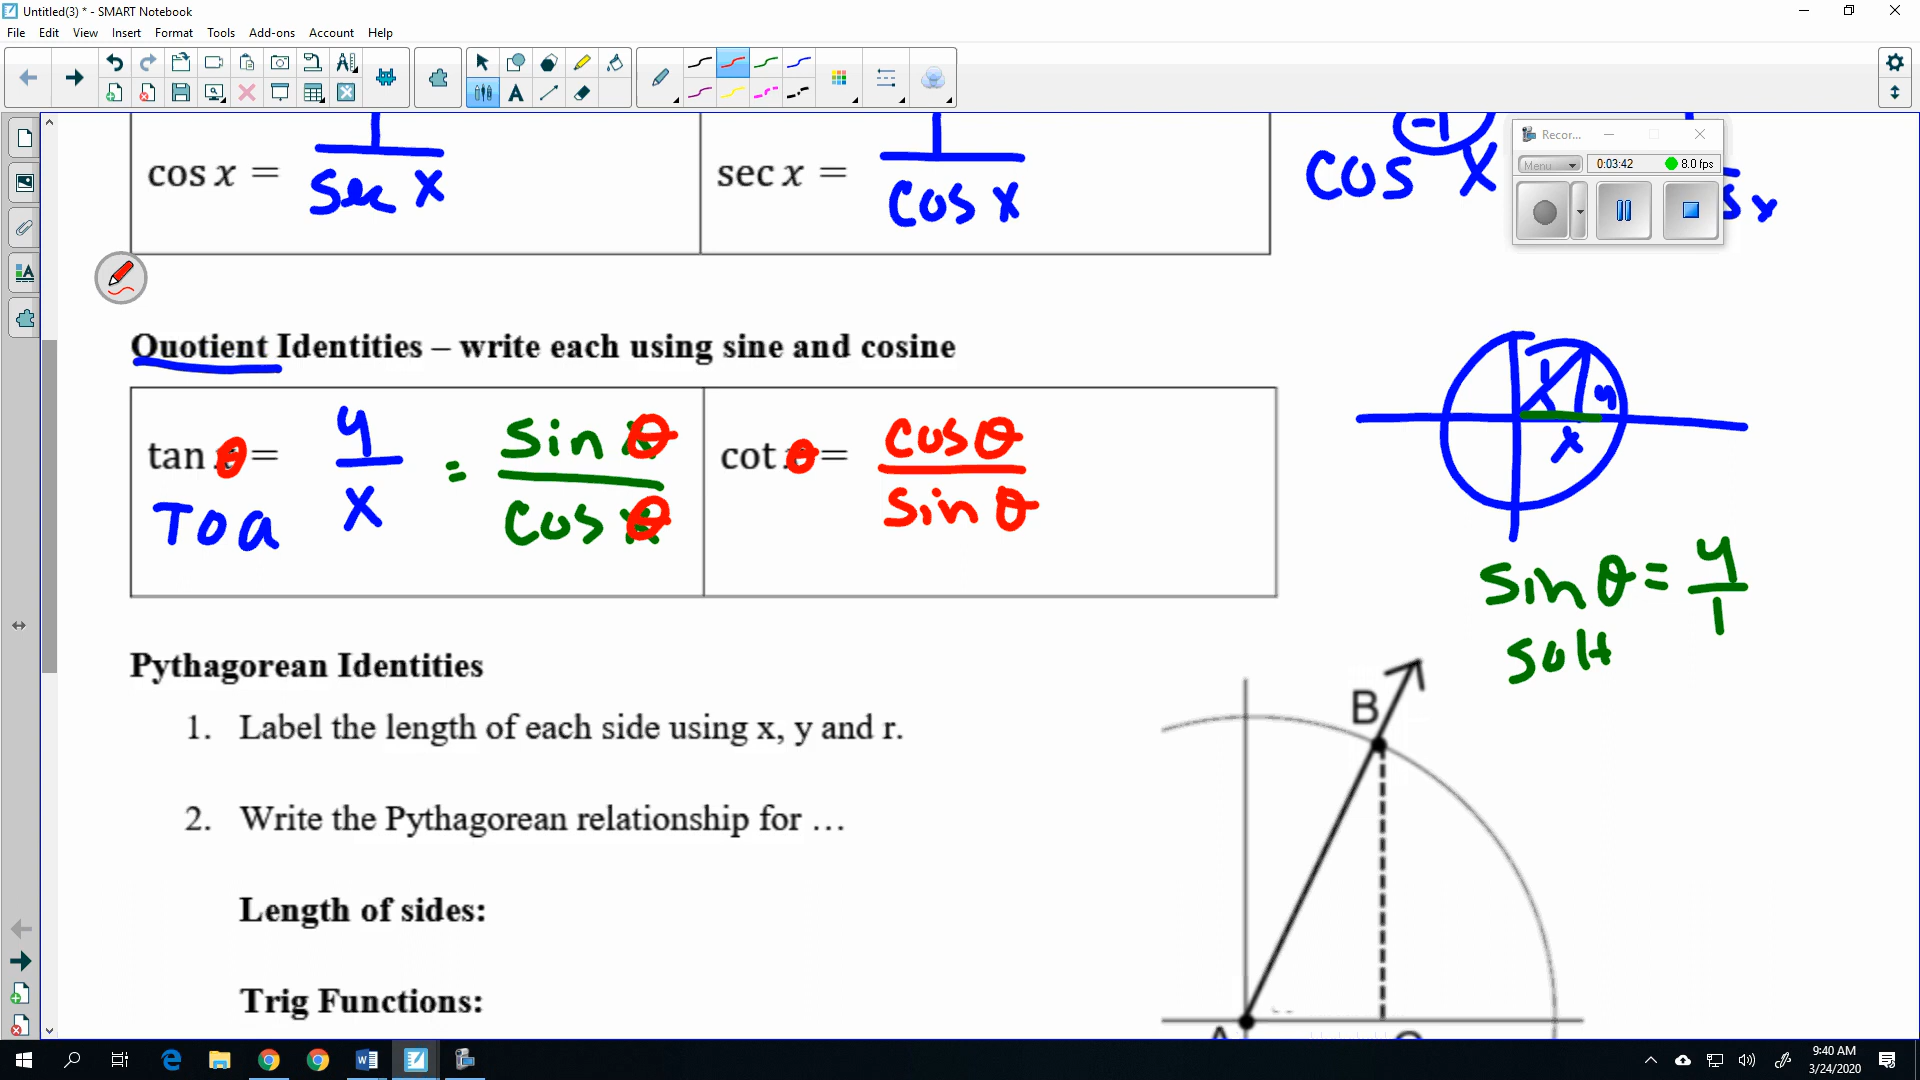 Untitled(3) * - SMART Notebook
File Edit View Insert Format Tools Add-ons Account Help
Recor...
Menu 0:03:42 8.0 fps
cos x = 1/sec x
sec x = 1/cos x
-1
cos x
s x
Quotient Identities – write each using sine and cosine
tan θ = y/x = sin θ/cos θ
TOA
cot θ = cos θ/sin θ
1
y
x
sin θ = y/1
SOH
Pythagorean Identities
1. Label the length of each side using x, y and r.
2. Write the Pythagorean relationship for …
Length of sides:
Trig Functions:
B
A
9:40 AM
3/24/2020